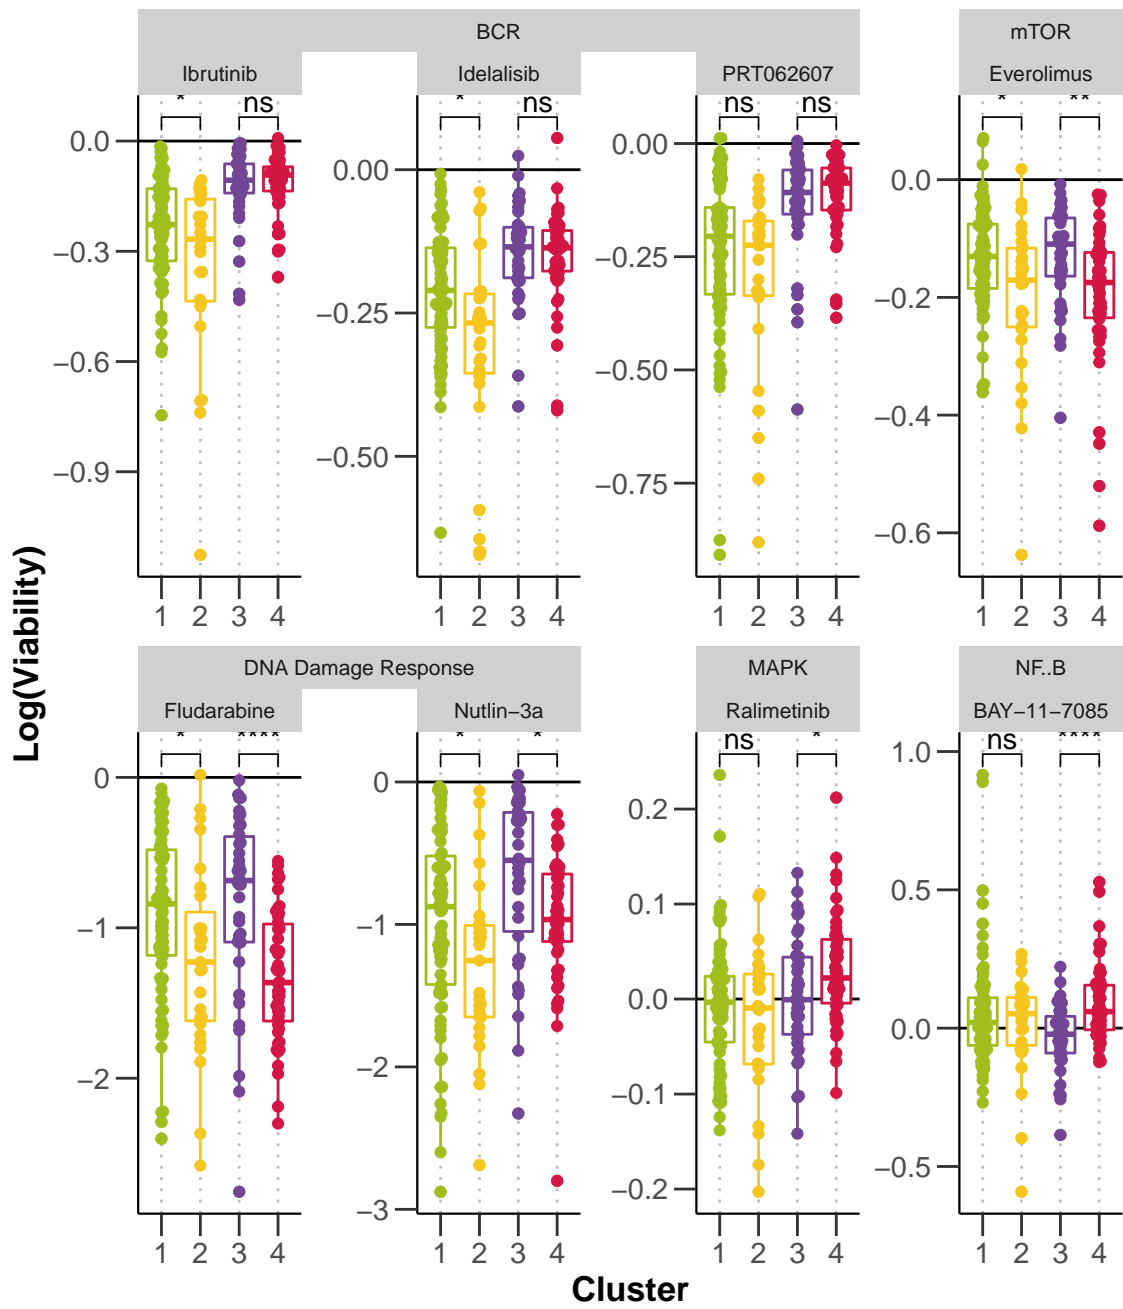 BCR
mTOR
Ibrutinib
Idelalisib
PRT062607
Everolimus
* ns
* ns
ns ns
* **
0.0
−0.3
−0.6
−0.9
0.00
−0.25
−0.50
0.00
−0.25
−0.50
−0.75
0.0
−0.2
−0.4
−0.6
1 2 3 4
1 2 3 4
1 2 3 4
1 2 3 4
Log(Viability)
DNA Damage Response
MAPK
NF..B
Fludarabine
Nutlin−3a
Ralimetinib
BAY−11−7085
* ****
* *
ns *
ns ****
0
−1
−2
0
−1
−2
−3
0.2
0.1
0.0
−0.1
−0.2
1.0
0.5
0.0
−0.5
1 2 3 4
1 2 3 4
1 2 3 4
1 2 3 4
Cluster